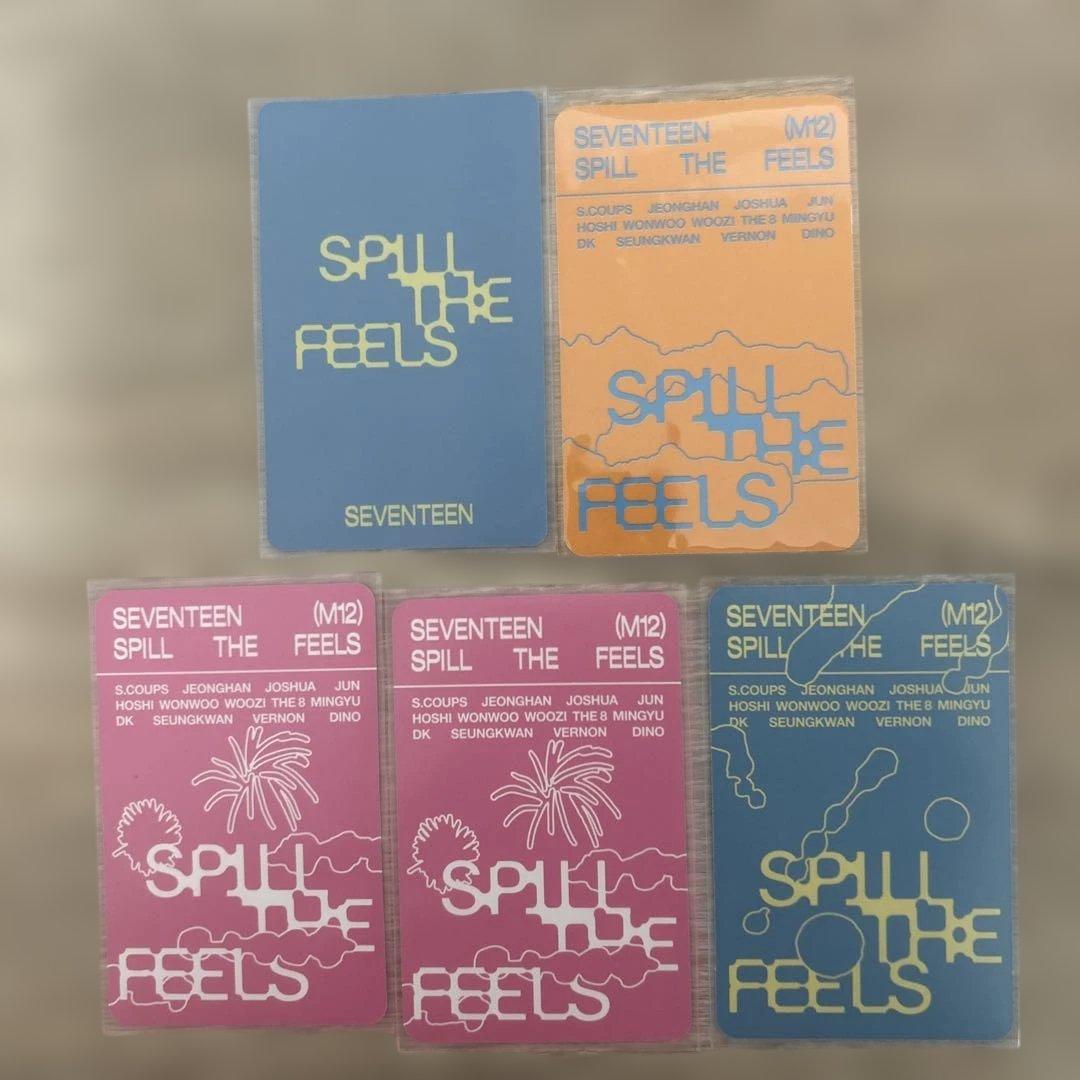 SPILL
THE
FEELS
SEVENTEEN
SEVENTEEN (M12)
SPILL THE FEELS
S.COUPS JEONGHAN JOSHUA JUN
HOSHI WONWOO WOOZI THE 8 MINGYU
DK SEUNGKWAN VERNON DINO
SPILL
THE
FEELS
SEVENTEEN (M12)
SPILL THE FEELS
S.COUPS JEONGHAN JOSHUA JUN
HOSHI WONWOO WOOZI THE 8 MINGYU
DK SEUNGKWAN VERNON DINO
SPILL
THE
FEELS
SEVENTEEN (M12)
SPILL THE FEELS
S.COUPS JEONGHAN JOSHUA JUN
HOSHI WONWOO WOOZI THE 8 MINGYU
DK SEUNGKWAN VERNON DINO
SPILL
THE
FEELS
SEVENTEEN (M12)
SPILL THE FEELS
S.COUPS JEONGHAN JOSHUA JUN
HOSHI WONWOO WOOZI THE 8 MINGYU
DK SEUNGKWAN VERNON DINO
SPILL
THE
FEELS